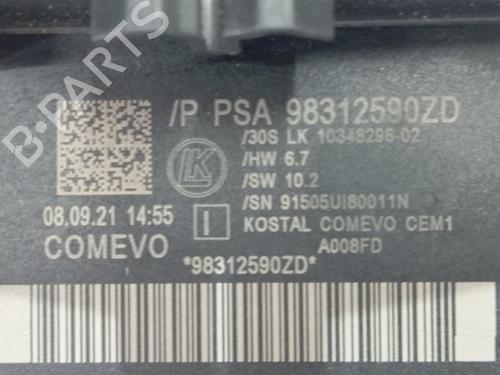 /P PSA 98312590ZD
/30S LK 10348296-02
/HW 6.7
LK
/SW 10.2
/SN 91505UI80011N
08.09.21 14:55
I
KOSTAL COMEVO CEM1
COMEVO
A008FD
*98312590ZD*
B-PARTS